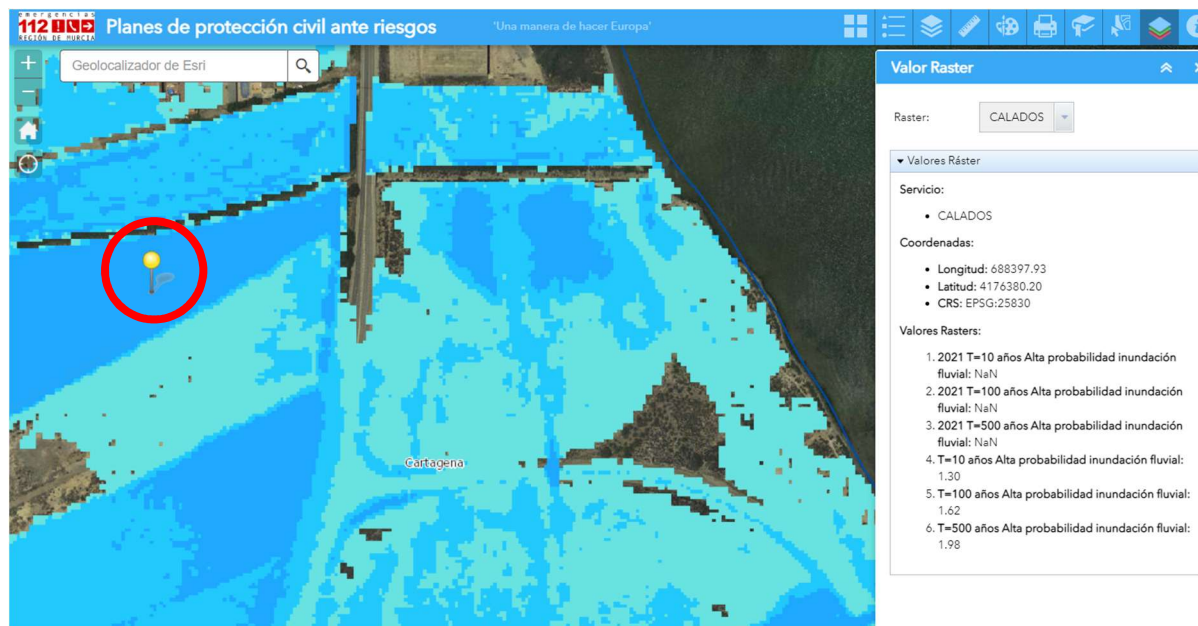 emergencias
112
REGIÓN DE MURCIA
Planes de protección civil ante riesgos
'Una manera de hacer Europa'
Geolocalizador de Esri
Cartagena
Valor Raster
Raster:
CALADOS
Valores Ráster
Servicio:
CALADOS
Coordenadas:
Longitud: 688397.93
Latitud: 4176380.20
CRS: EPSG:25830
Valores Rasters:
1. 2021 T=10 años Alta probabilidad inundación
fluvial: NaN
2. 2021 T=100 años Alta probabilidad inundación
fluvial: NaN
3. 2021 T=500 años Alta probabilidad inundación
fluvial: NaN
4. T=10 años Alta probabilidad inundación fluvial:
1.30
5. T=100 años Alta probabilidad inundación fluvial:
1.62
6. T=500 años Alta probabilidad inundación fluvial:
1.98